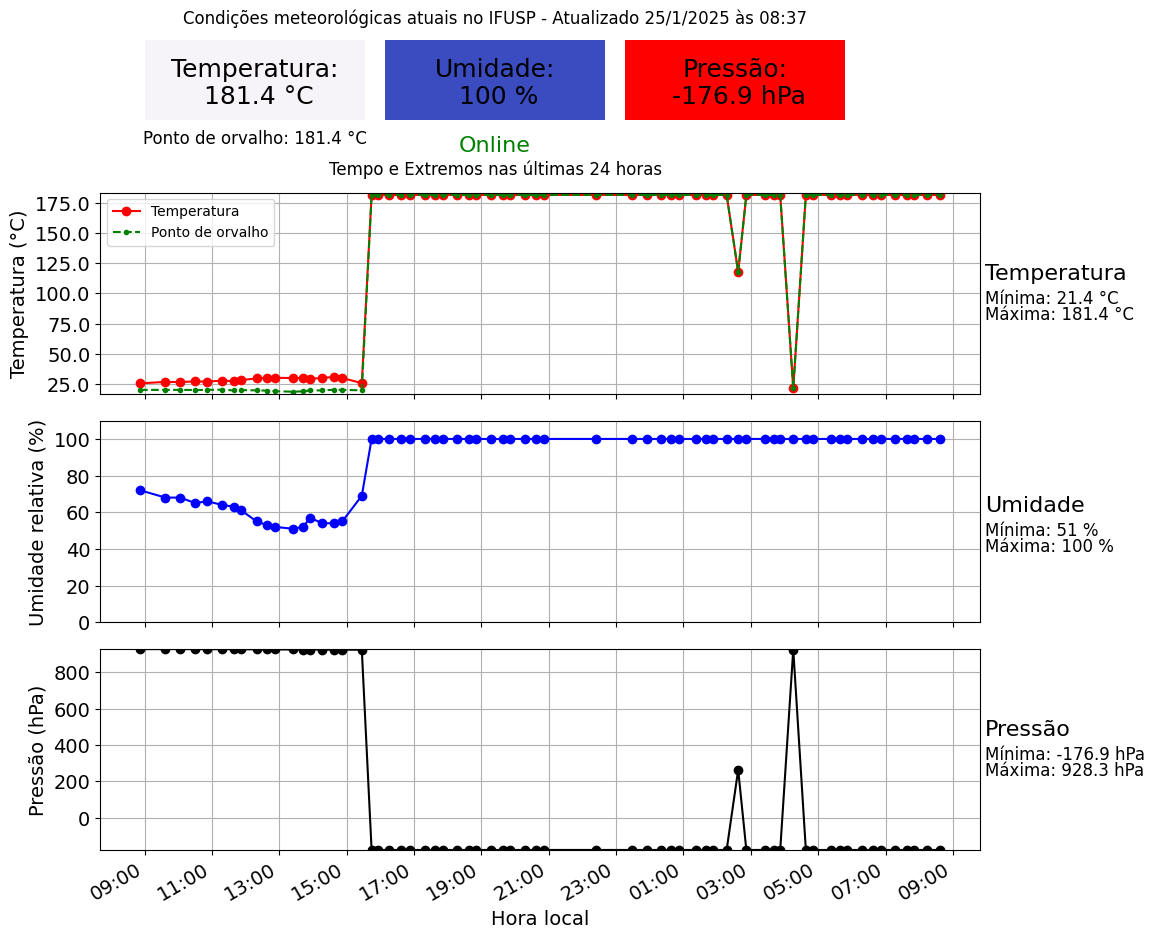 Condições meteorológicas atuais no IFUSP - Atualizado 25/1/2025 às 08:37
Temperatura:
181.4 °C
Umidade:
100 %
Pressão:
-176.9 hPa
Ponto de orvalho: 181.4 °C
Online
Tempo e Extremos nas últimas 24 horas
Temperatura (°C)
175.0
150.0
125.0
100.0
75.0
50.0
25.0
Temperatura
Ponto de orvalho
Temperatura
Mínima: 21.4 °C
Máxima: 181.4 °C
Umidade relativa (%)
100
80
60
40
20
0
Umidade
Mínima: 51 %
Máxima: 100 %
Pressão (hPa)
800
600
400
200
0
Pressão
Mínima: -176.9 hPa
Máxima: 928.3 hPa
09:00
11:00
13:00
15:00
17:00
19:00
21:00
23:00
01:00
03:00
05:00
07:00
09:00
Hora local